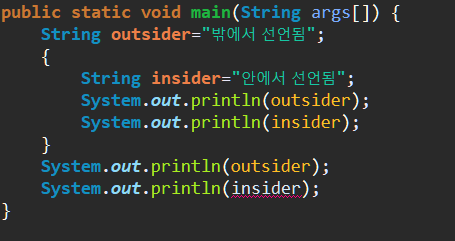 public static void main(String args[]) {
    String outsider="밖에서 선언됨";
    {
        String insider="안에서 선언됨";
        System.out.println(outsider);
        System.out.println(insider);
    }
    System.out.println(outsider);
    System.out.println(insider);
}